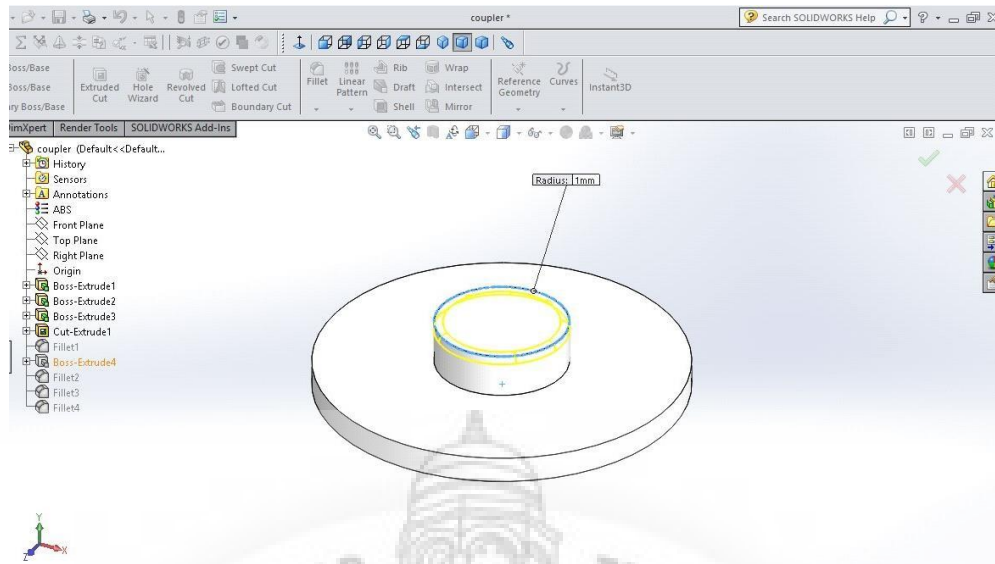 coupler *
Search SOLIDWORKS Help
Boss/Base
Boss/Base
ry Boss/Base
Extruded Cut
Hole Wizard
Revolved Cut
Swept Cut
Lofted Cut
Boundary Cut
Fillet
Linear Pattern
Rib
Draft
Shell
Wrap
Intersect
Mirror
Reference Geometry
Curves
Instant3D
DimXpert
Render Tools
SOLIDWORKS Add-Ins
coupler (Default<<Default...
History
Sensors
A Annotations
ABS
Front Plane
Top Plane
Right Plane
Origin
Boss-Extrude1
Boss-Extrude2
Boss-Extrude3
Cut-Extrude1
Fillet1
Boss-Extrude4
Fillet2
Fillet3
Fillet4
Radius: 1mm
Y
X
Z